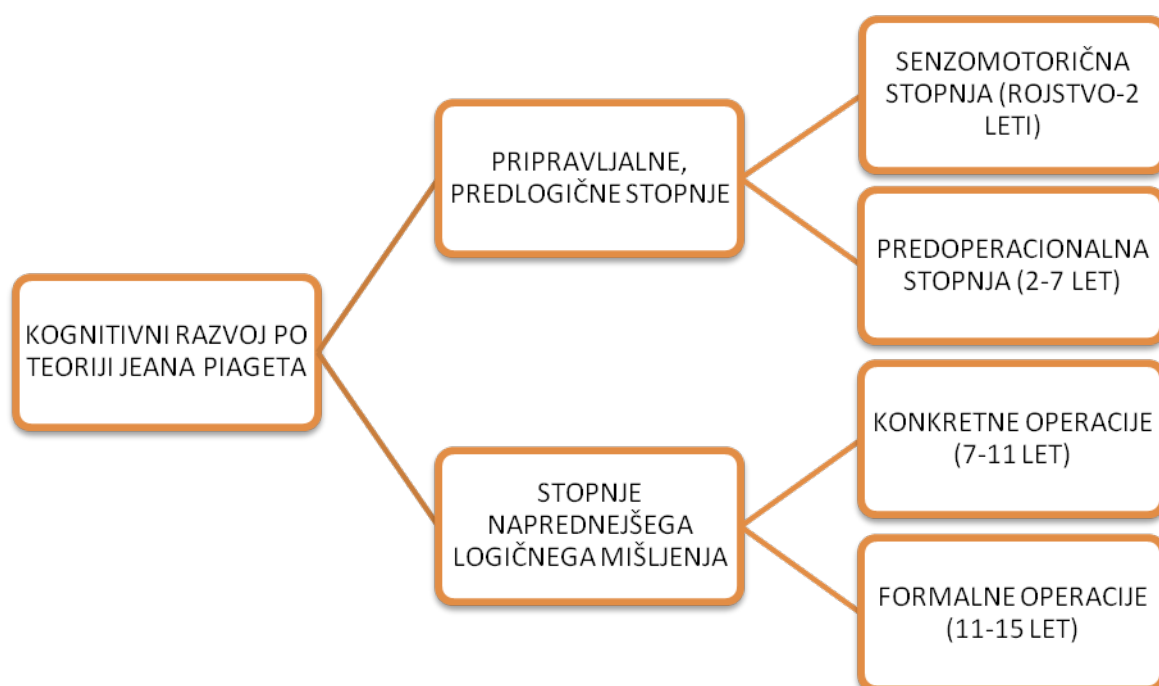 KOGNITIVNI RAZVOJ PO
TEORIJI JEANA PIAGETA
PRIPRAVLJALNE,
PREDLOGIČNE STOPNJE
SENZOMOTORIČNA
STOPNJA (ROJSTVO-2
LETI)
PREDOPERACIONALNA
STOPNJA (2-7 LET)
STOPNJE
NAPREDNEJŠEGA
LOGIČNEGA MIŠLJENJA
KONKRETNE OPERACIJE
(7-11 LET)
FORMALNE OPERACIJE
(11-15 LET)